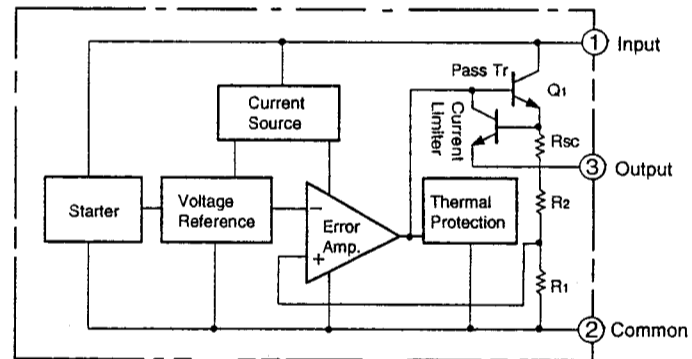 1 Input
Pass Tr
Q1
Current
Limiter
Current
Source
Rsc
3 Output
Starter
Voltage
Reference
−
Error
Amp.
+
Thermal
Protection
R2
R1
2 Common